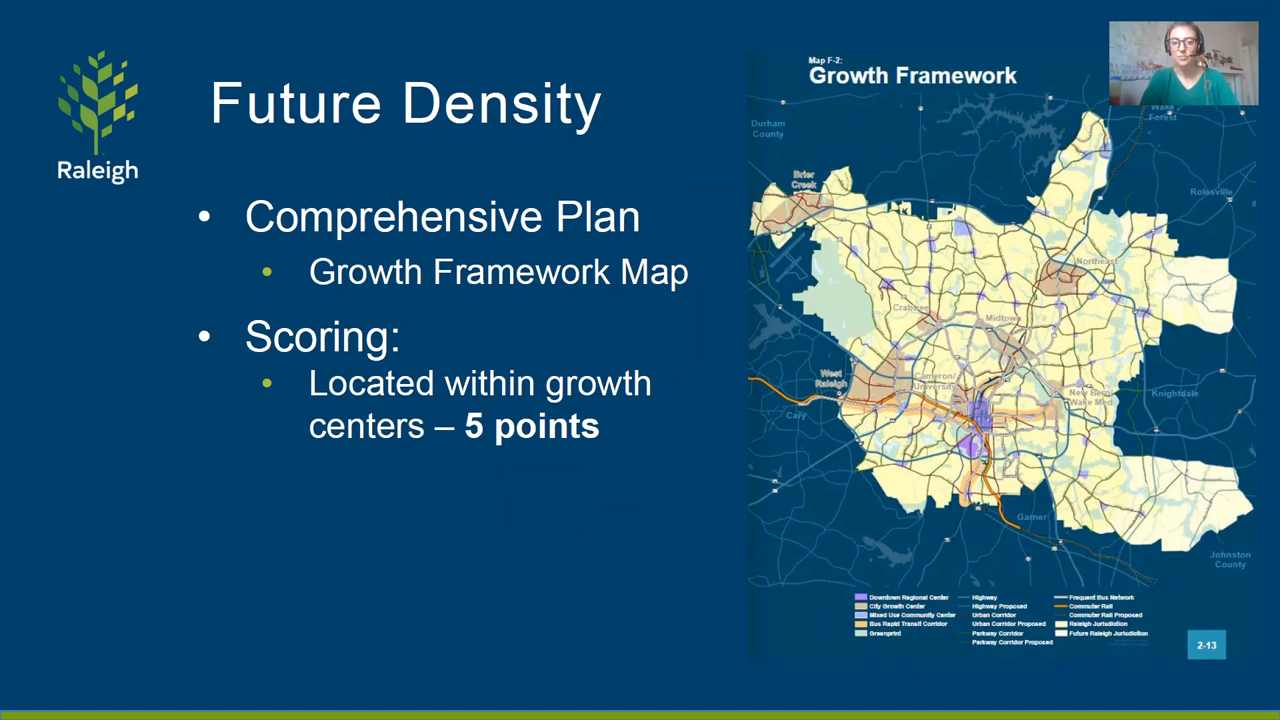 Raleigh
Future Density
• Comprehensive Plan
• Growth Framework Map
• Scoring:
• Located within growth
centers – 5 points
Map F-2:
Growth Framework
Durham
County
Wake
Forest
Brier
Creek
Rolesville
Northeast
Crabtree
Midtown
West
Raleigh
Cameron/
University
New Bern/
Wake Med
Knightdale
Cary
Garner
Johnston
County
Downtown Regional Center
City Growth Center
Mixed Use Community Center
Bus Rapid Transit Corridor
Greenprint
Highway
Highway Proposed
Urban Corridor
Urban Corridor Proposed
Parkway Corridor
Parkway Corridor Proposed
Frequent Bus Network
Commuter Rail
Commuter Rail Proposed
Raleigh Jurisdiction
Future Raleigh Jurisdiction
2-13